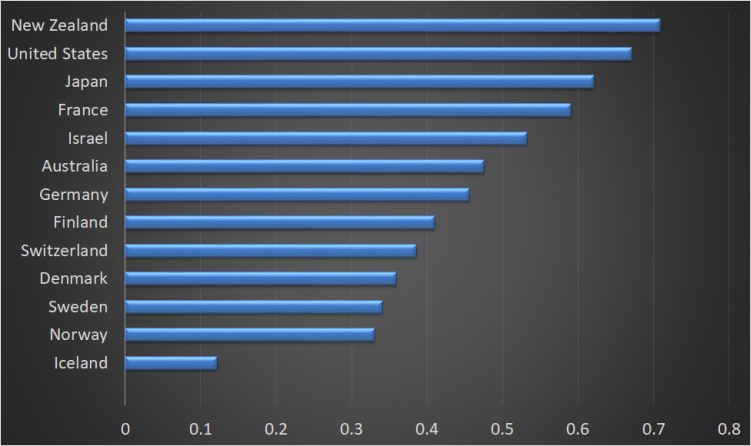 New Zealand
United States
Japan
France
Israel
Australia
Germany
Finland
Switzerland
Denmark
Sweden
Norway
Iceland
0 0.1 0.2 0.3 0.4 0.5 0.6 0.7 0.8